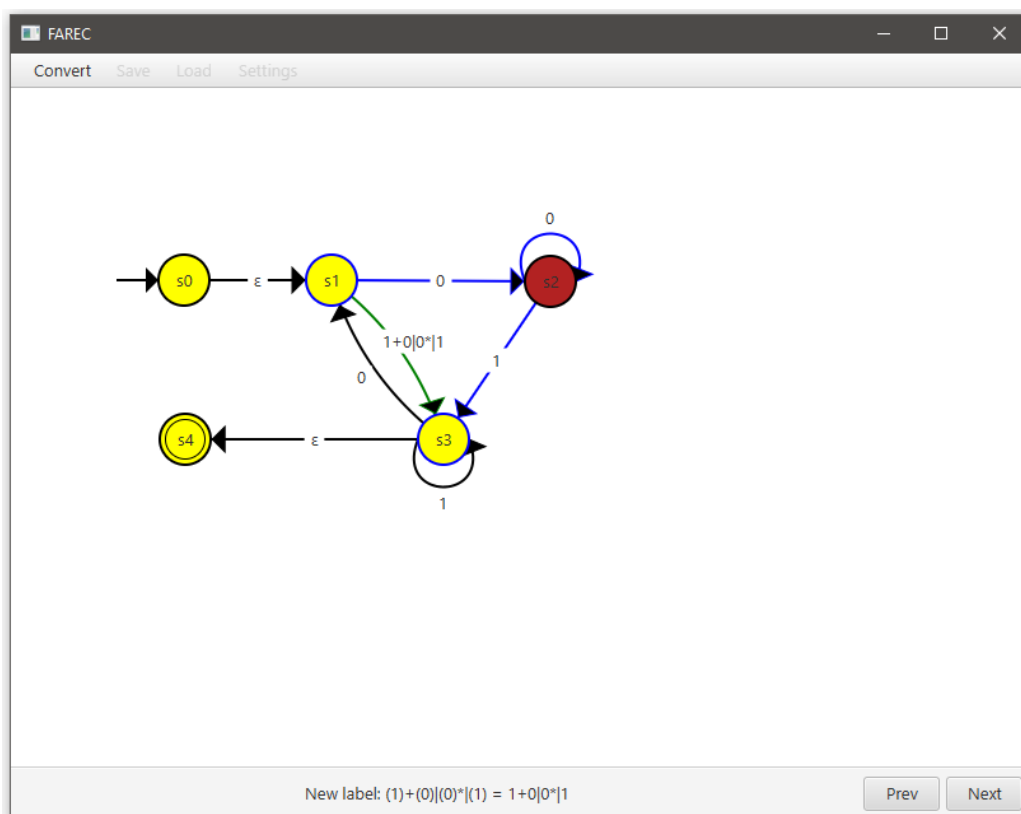 FAREC
Convert Save Load Settings
0
s0 ε s1 0 s2
1+0|0*|1
1
0
s4 ε s3
1
New label: (1)+(0)|(0)*|(1) = 1+0|0*|1
Prev Next